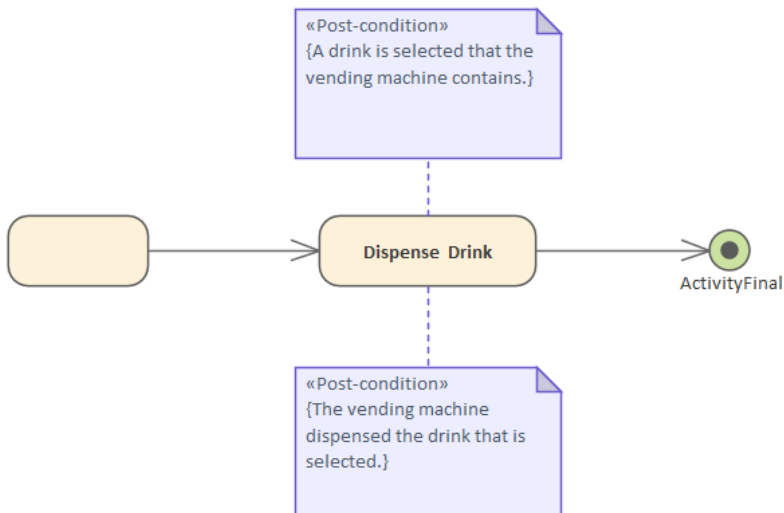 «Post-condition»
{A drink is selected that the
vending machine contains.}
Dispense Drink
ActivityFinal
«Post-condition»
{The vending machine
dispensed the drink that is
selected.}